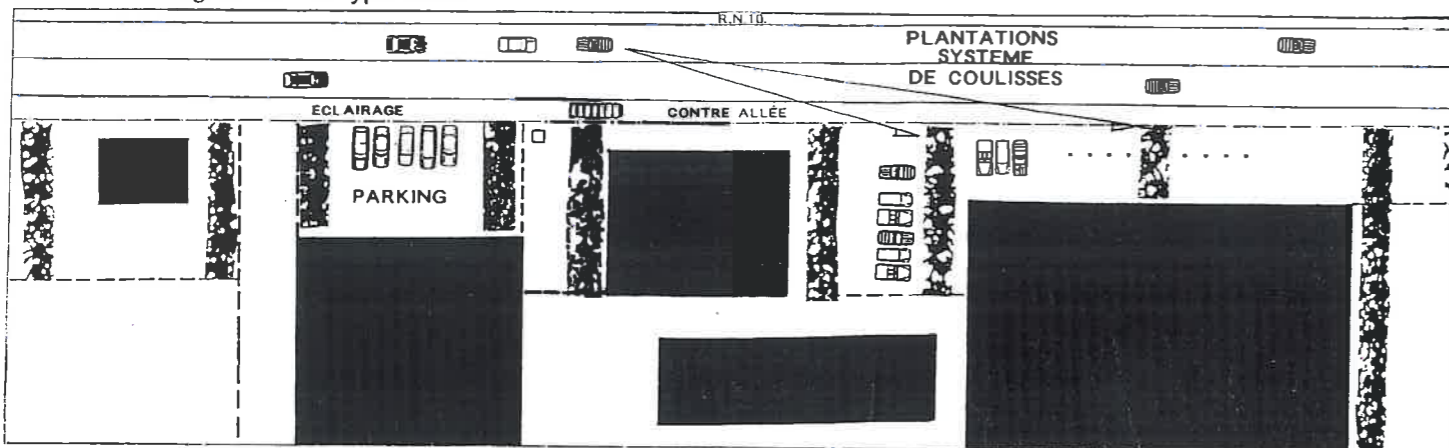 R.N.10.
PLANTATIONS
SYSTEME
DE COULISSES
ECLAIRAGE
CONTRE ALLÉE
PARKING